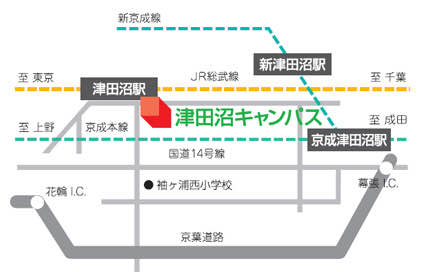 新京成線
新津田沼駅
至 東京
津田沼駅
JR総武線
至 千葉
津田沼キャンパス
至 上野
京成本線
至 成田
京成津田沼駅
国道14号線
袖ヶ浦西小学校
幕張 I.C.
花輪 I.C.
京葉道路